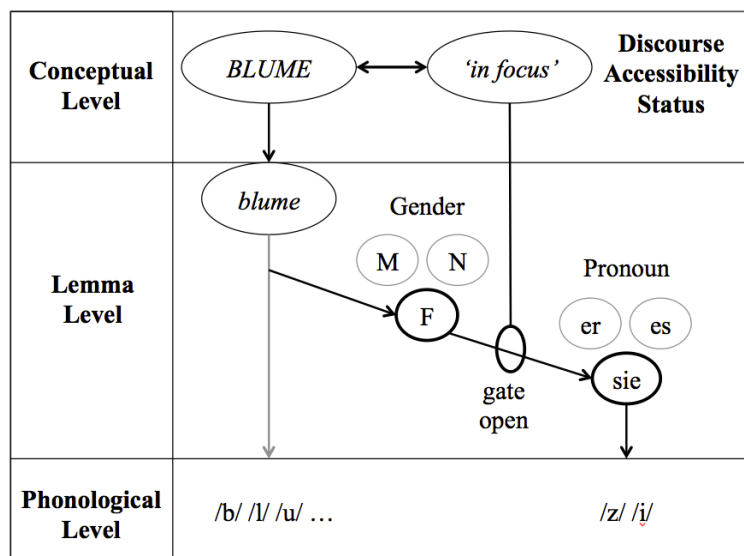 Conceptual
Level
BLUME
'in focus'
Discourse
Accessibility
Status
Lemma
Level
blume
Gender
M
N
F
gate
open
Pronoun
er
es
sie
Phonological
Level
/b/ /l/ /u/ …
/z/ /i/